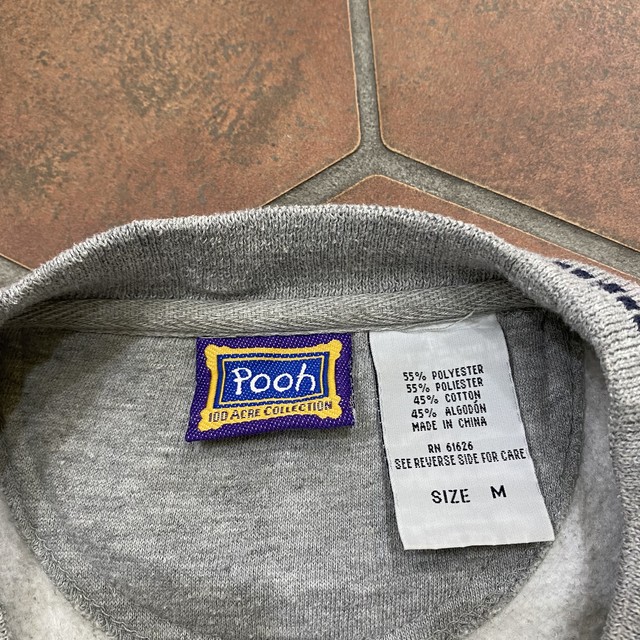 Pooh
100 ACRE COLLECTION
55% POLYESTER
55% POLIESTER
45% COTTON
45% ALGODÓN
MADE IN CHINA
RN 61626
SEE REVERSE SIDE FOR CARE
SIZE M